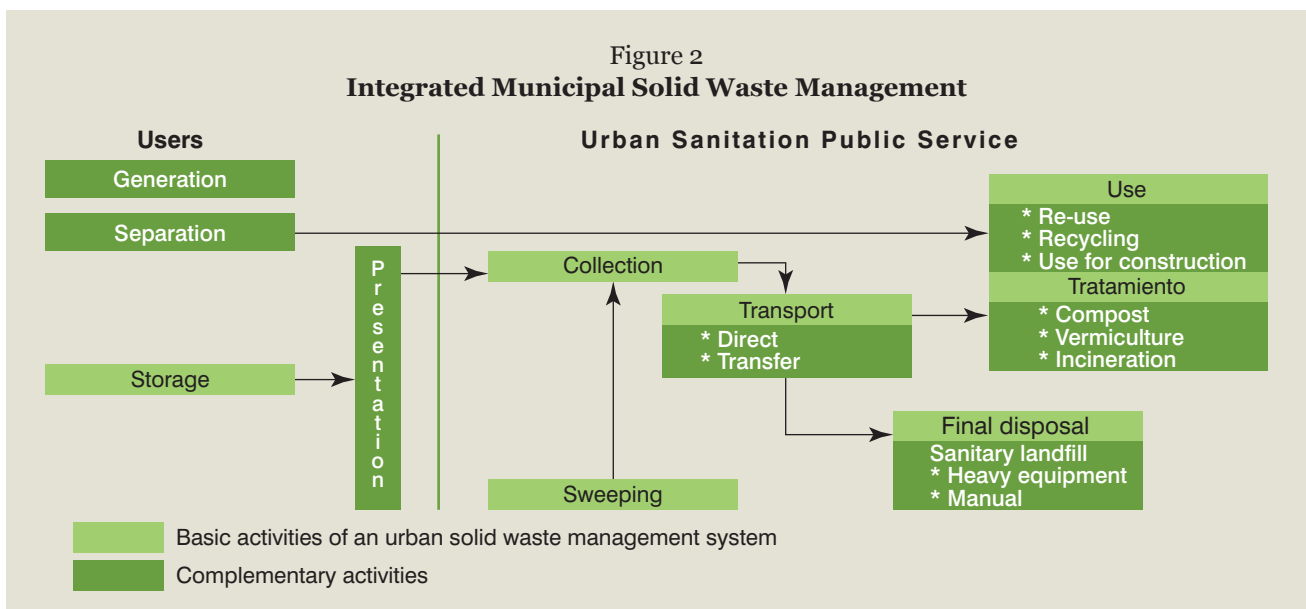 Figure 2
Integrated Municipal Solid Waste Management
Users
Urban Sanitation Public Service
Generation
Separation
Storage
Presentation
Collection
Sweeping
Transport
* Direct
* Transfer
Use
* Re-use
* Recycling
* Use for construction
Tratamiento
* Compost
* Vermiculture
* Incineration
Final disposal
Sanitary landfill
* Heavy equipment
* Manual
Basic activities of an urban solid waste management system
Complementary activities